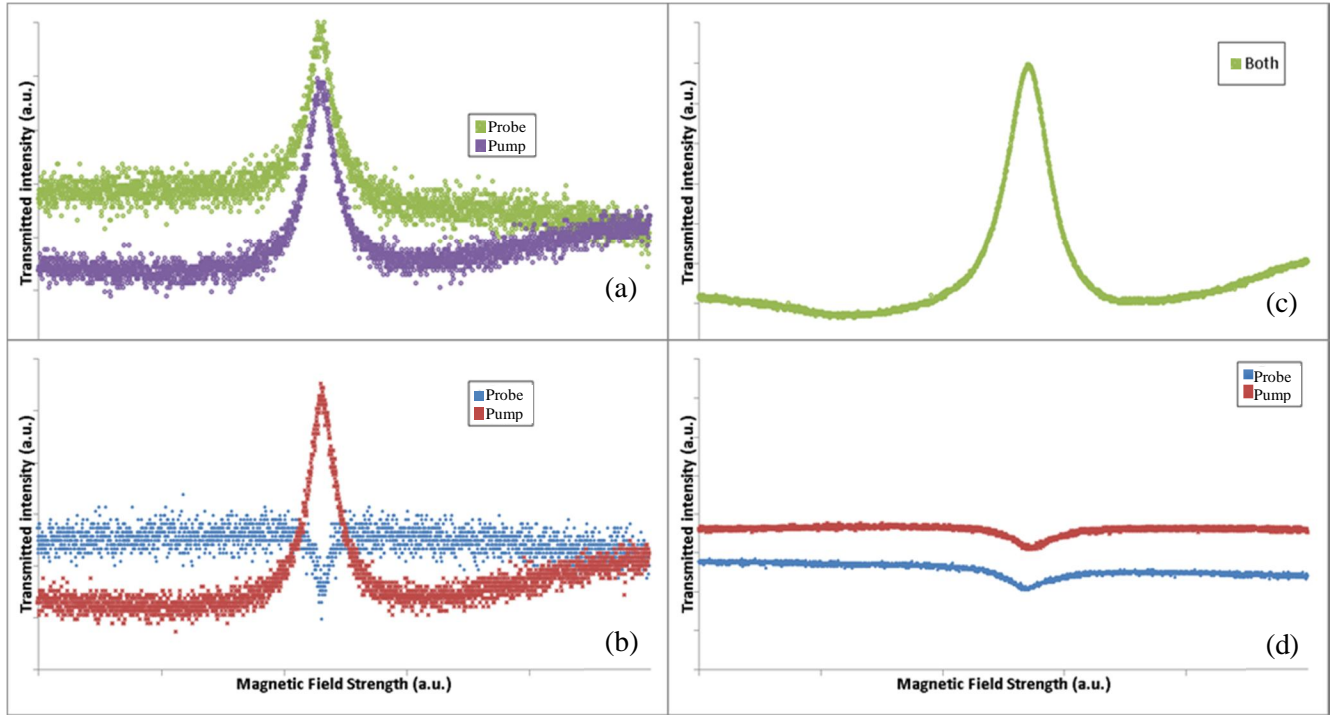 Transmitted intensity (a.u.)
Probe
Pump
(a)
Transmitted intensity (a.u.)
Both
(c)
Transmitted intensity (a.u.)
Probe
Pump
(b)
Magnetic Field Strength (a.u.)
Transmitted intensity (a.u.)
Probe
Pump
(d)
Magnetic Field Strength (a.u.)